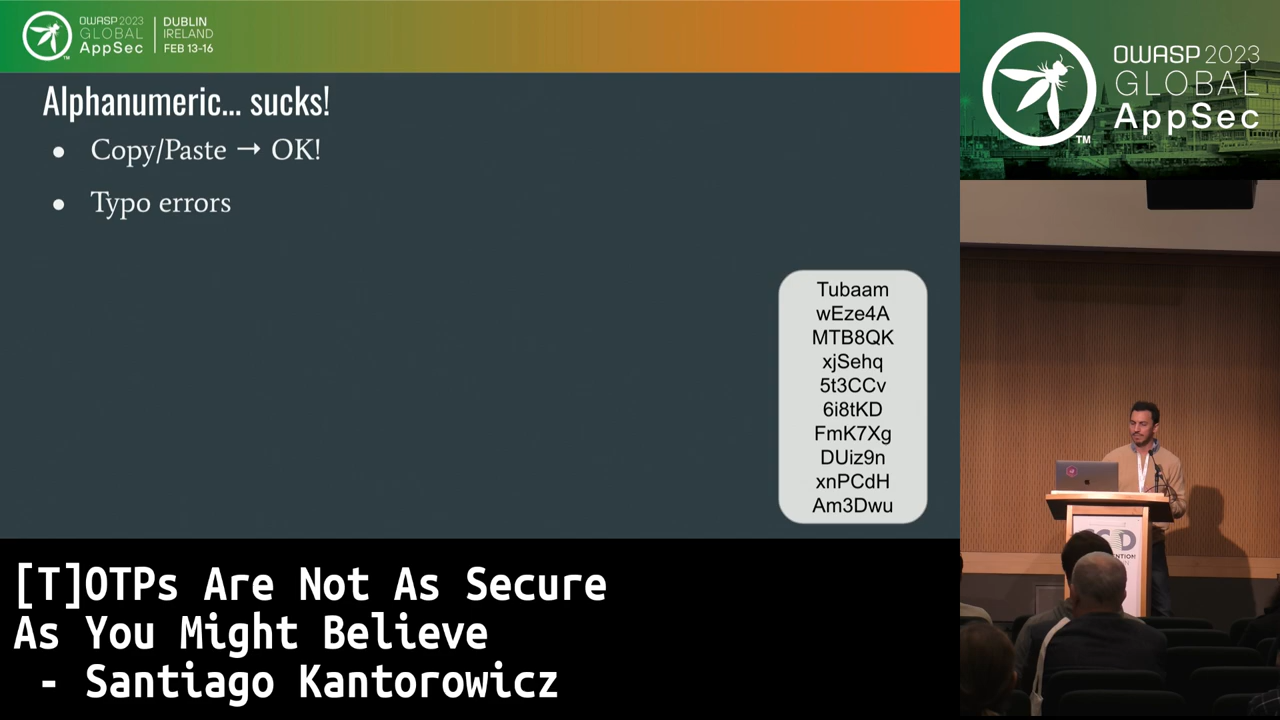 OWASP 2023
GLOBAL
AppSec
DUBLIN
IRELAND
FEB 13-16
TM
Alphanumeric... sucks!
● Copy/Paste → OK!
● Typo errors
Tubaam
wEze4A
MTB8QK
xjSehq
5t3CCv
6i8tKD
FmK7Xg
DUiz9n
xnPCdH
Am3Dwu
[T]OTPs Are Not As Secure
As You Might Believe
- Santiago Kantorowicz
OWASP 2023
GLOBAL
AppSec
TM